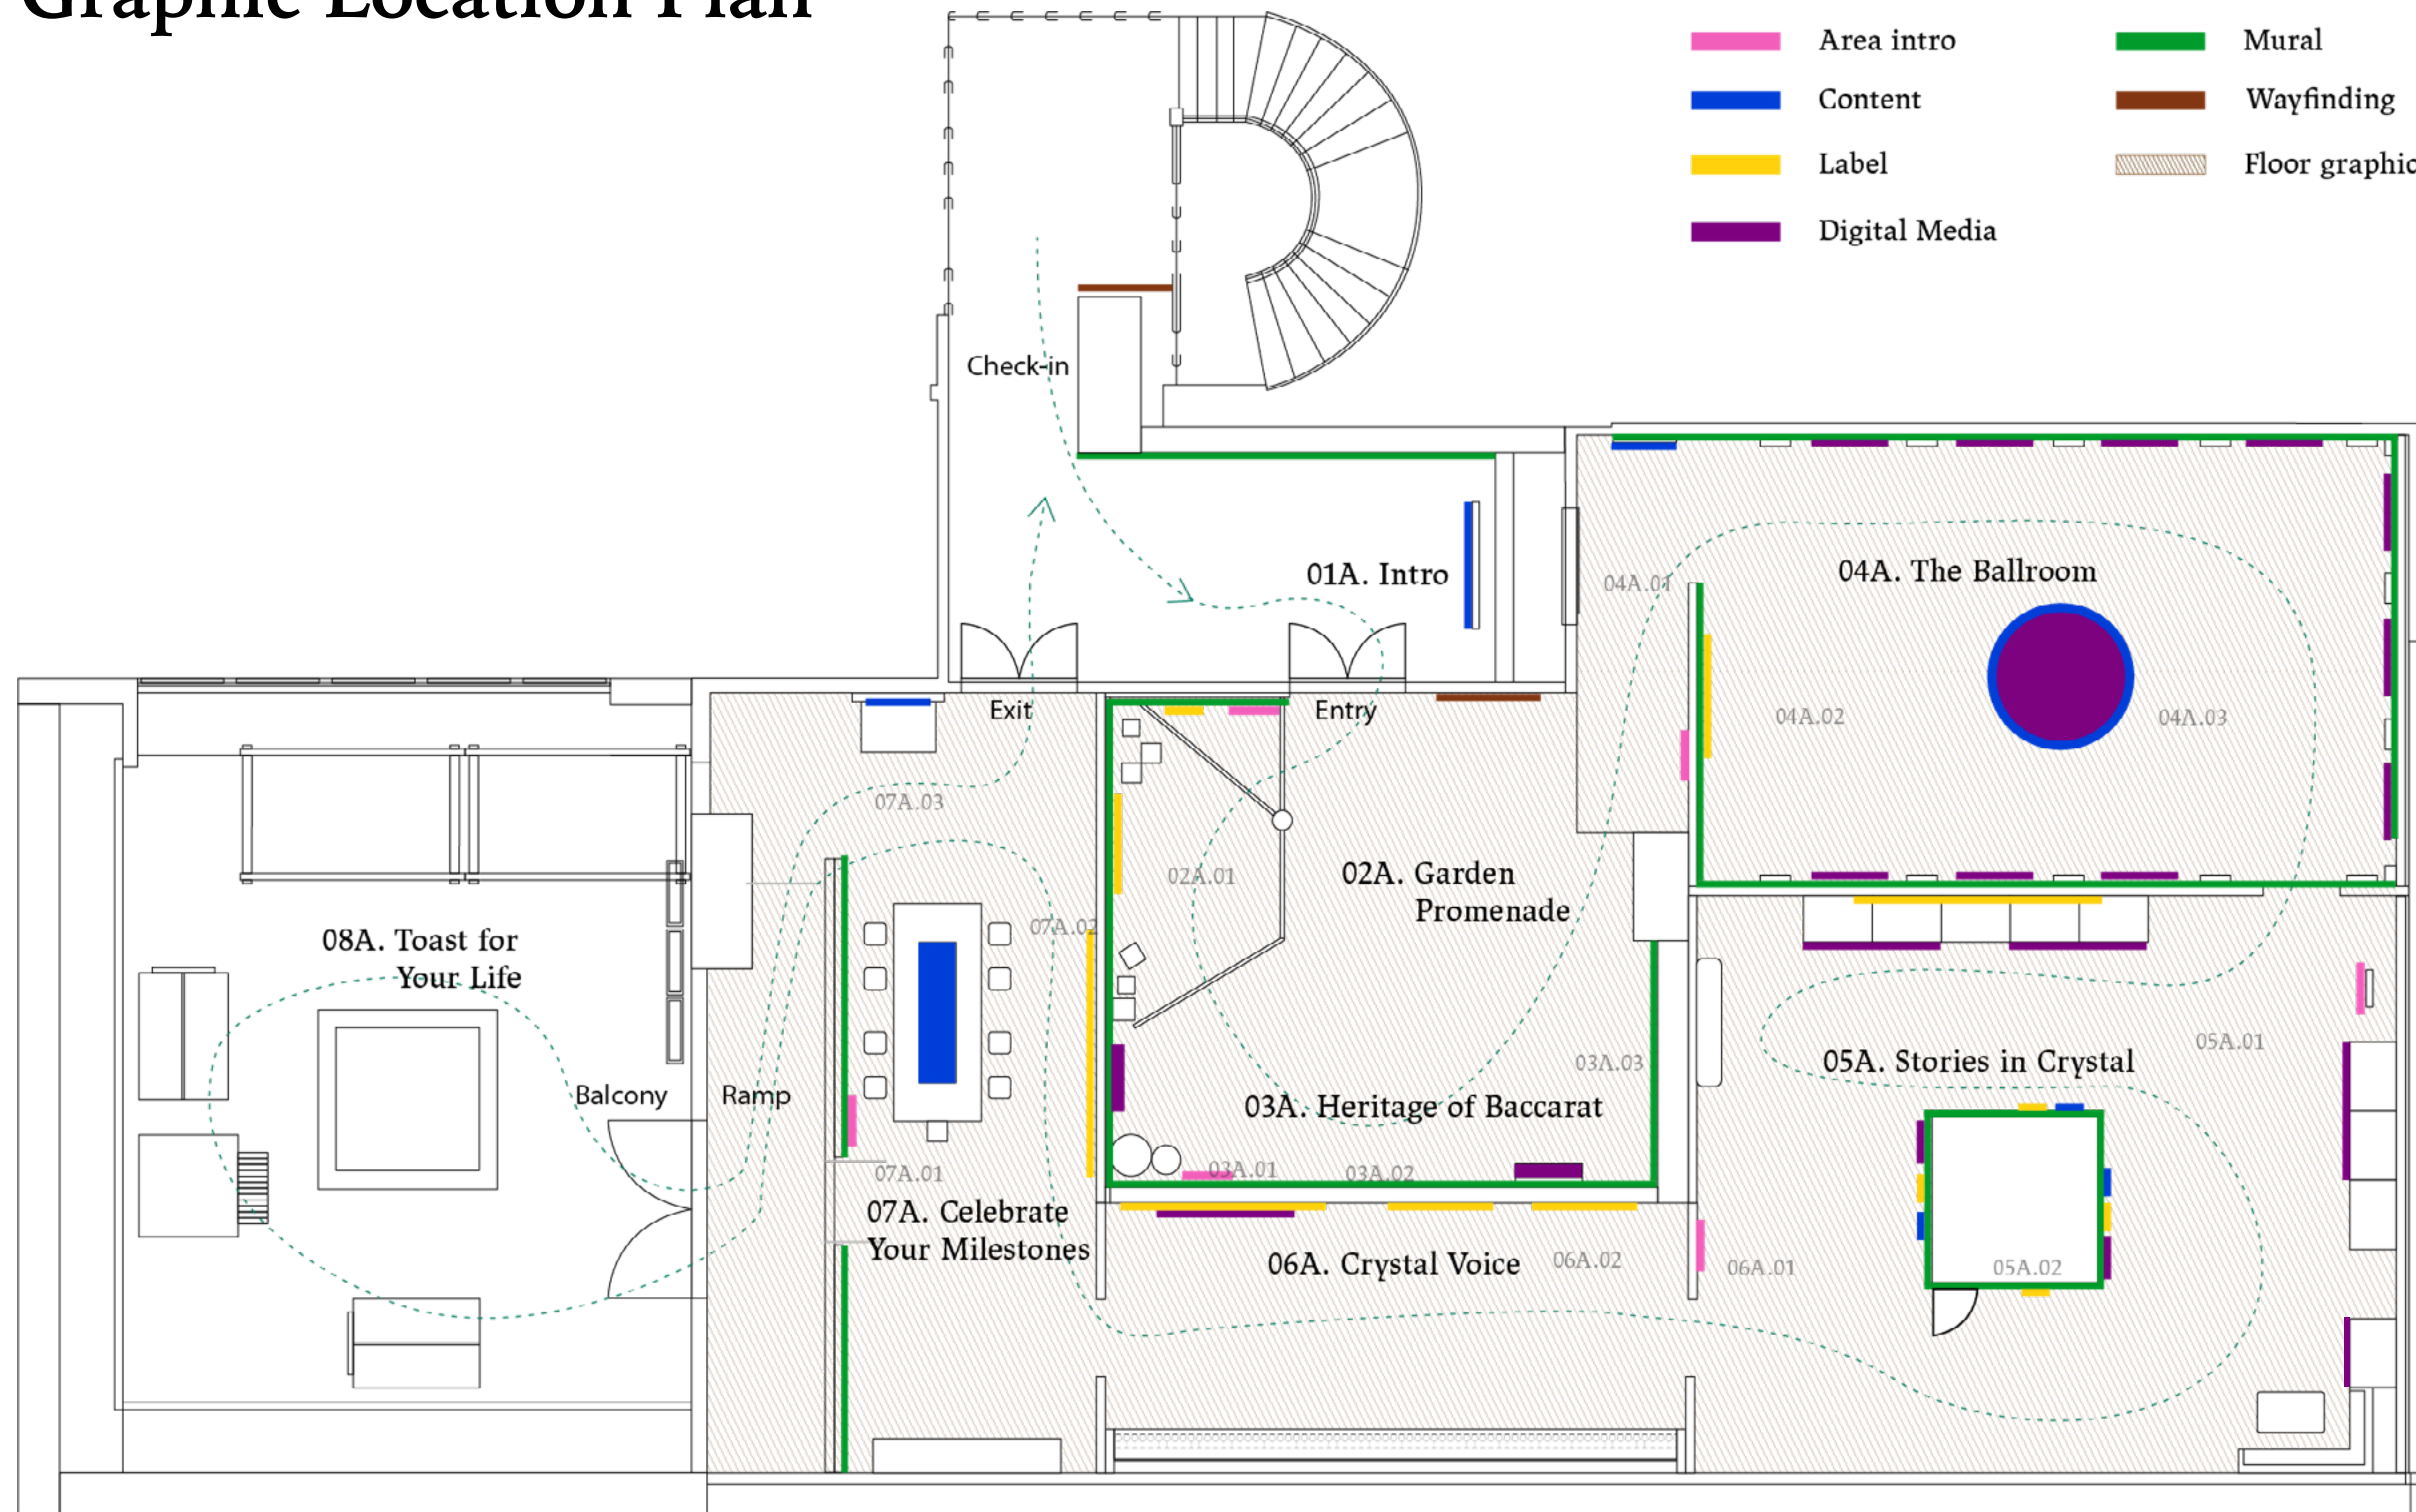 Graphic Location Plan
Area intro
Mural
Content
Wayfinding
Label
Floor graphic
Digital Media
Check-in
01A. Intro
04A. The Ballroom
04A.01
04A.02
04A.03
Exit
Entry
07A.03
02A.01
02A. Garden
Promenade
07A.02
08A. Toast for
Your Life
05A.01
05A. Stories in Crystal
03A.03
Balcony
Ramp
03A. Heritage of Baccarat
07A.01
03A.01
03A.02
07A. Celebrate
Your Milestones
06A. Crystal Voice
06A.02
06A.01
05A.02